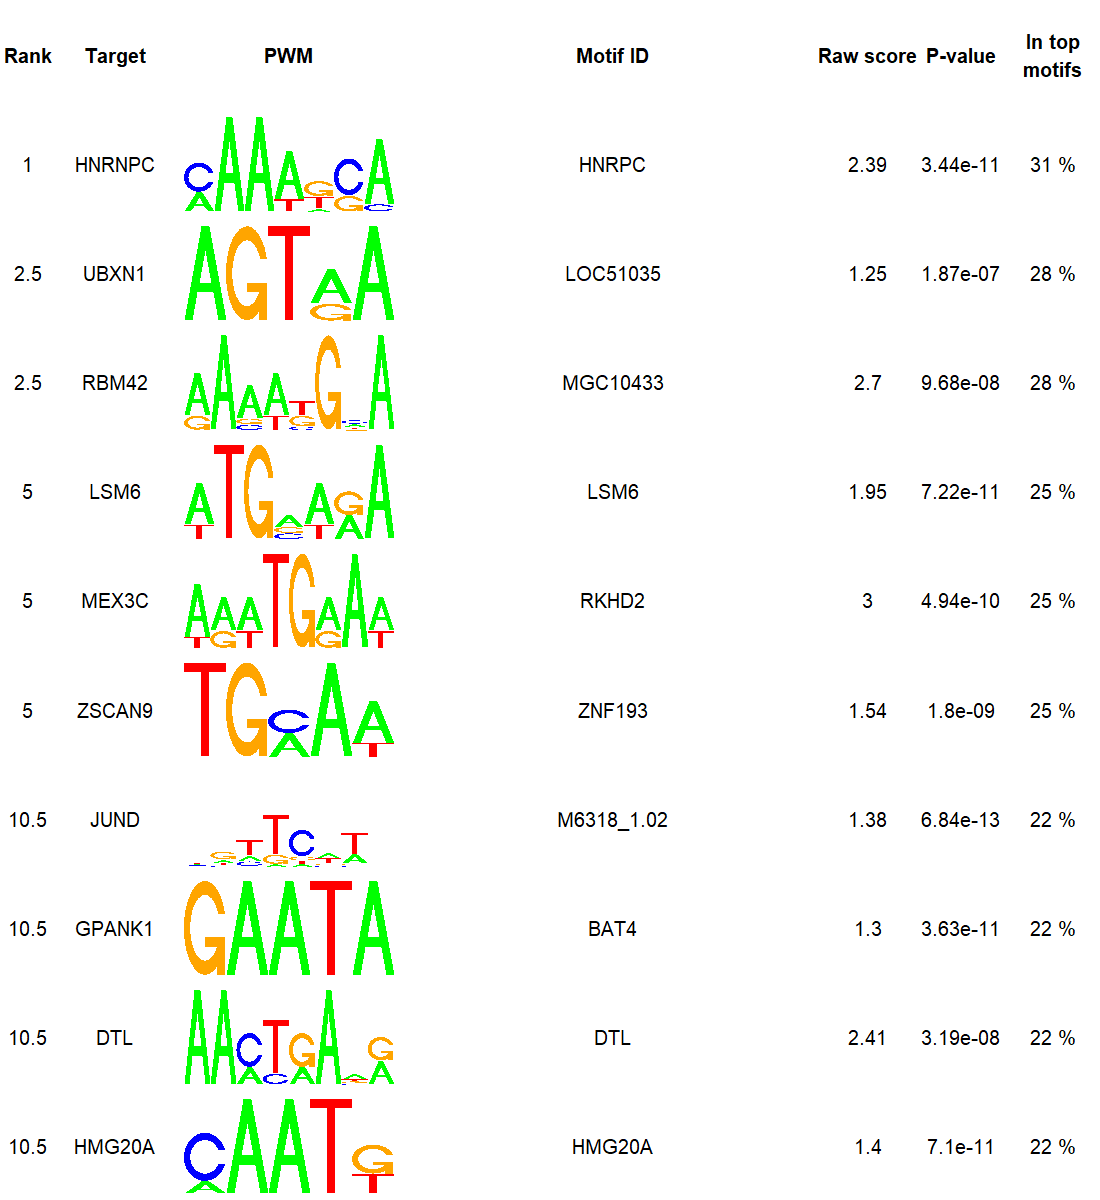 Rank Target PWM Motif ID Raw score P-value In top motifs
1 HNRNPC HNRPC 2.39 3.44e-11 31 %
2.5 UBXN1 LOC51035 1.25 1.87e-07 28 %
2.5 RBM42 MGC10433 2.7 9.68e-08 28 %
5 LSM6 LSM6 1.95 7.22e-11 25 %
5 MEX3C RKHD2 3 4.94e-10 25 %
5 ZSCAN9 ZNF193 1.54 1.8e-09 25 %
10.5 JUND M6318_1.02 1.38 6.84e-13 22 %
10.5 GPANK1 GAATA BAT4 1.3 3.63e-11 22 %
10.5 DTL DTL 2.41 3.19e-08 22 %
10.5 HMG20A HMG20A 1.4 7.1e-11 22 %